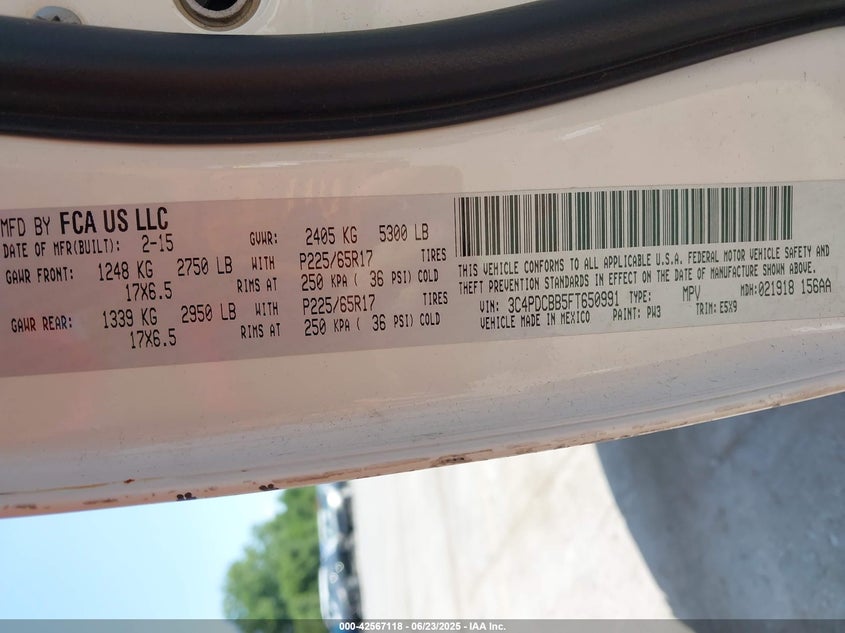 MFD BY FCA US LLC
DATE OF MFR(BUILT): 2-15 GVWR: 2405 KG 5300 LB
GAWR FRONT: 1248 KG 2750 LB WITH P225/65R17 TIRES
17X6.5 RIMS AT 250 KPA ( 36 PSI) COLD
GAWR REAR: 1339 KG 2950 LB WITH P225/65R17 TIRES
17X6.5 RIMS AT 250 KPA ( 36 PSI) COLD
THIS VEHICLE CONFORMS TO ALL APPLICABLE U.S.A. FEDERAL MOTOR VEHICLE SAFETY AND
THEFT PREVENTION STANDARDS IN EFFECT ON THE DATE OF MANUFACTURE SHOWN ABOVE.
VIN: 3C4PDCBB5FT650991 TYPE: MPV MDH:021918 156AA
VEHICLE MADE IN MEXICO PAINT: PW3 TRIM: E5X9
000-42567118 - 06/23/2025 - IAA Inc.